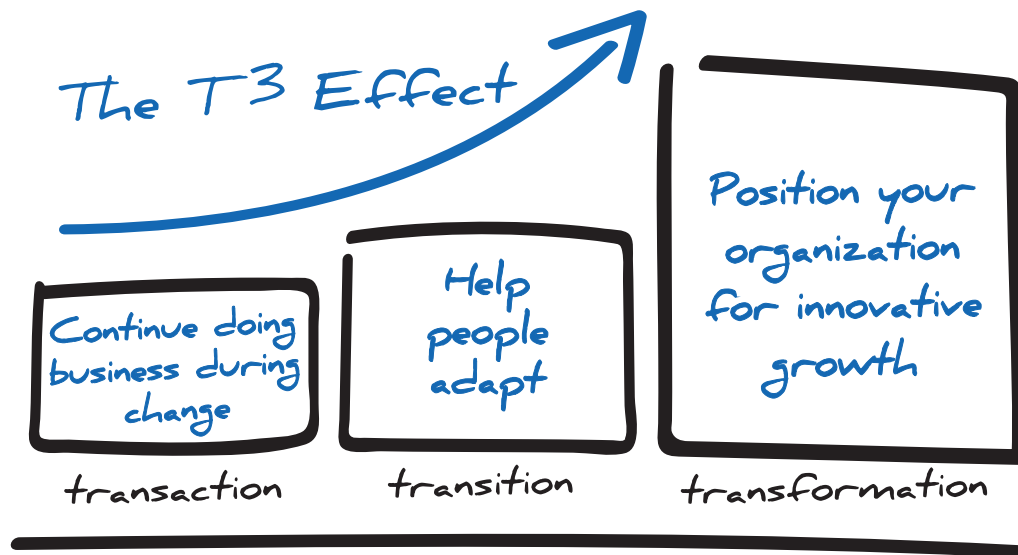 The T³ Effect
Continue doing
business during
change
transaction
Help
people
adapt
transition
Position your
organization
for innovative
growth
transformation